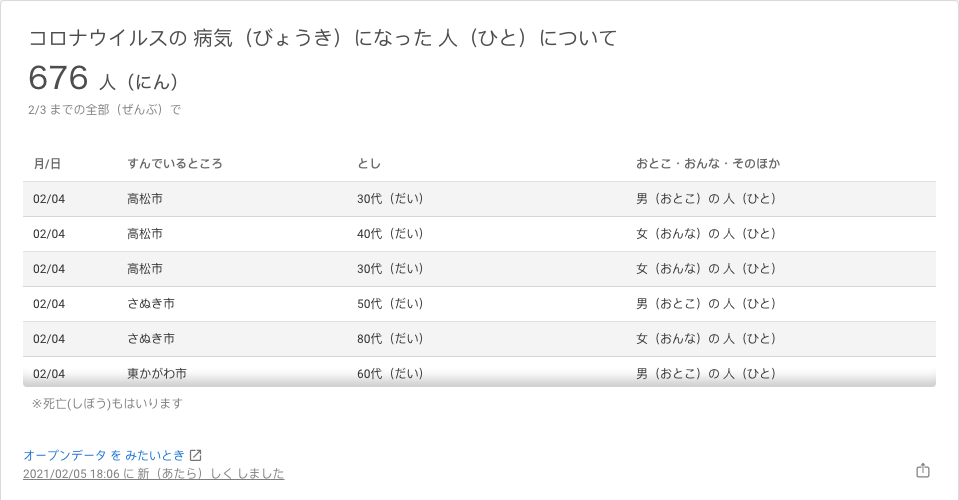 コロナウイルスの 病気（びょうき）になった 人（ひと）について
676 人（にん）
2/3 までの全部（ぜんぶ）で
月/日 すんでいるところ とし おとこ・おんな・そのほか
02/04 高松市 30代（だい） 男（おとこ）の 人（ひと）
02/04 高松市 40代（だい） 女（おんな）の 人（ひと）
02/04 高松市 30代（だい） 女（おんな）の 人（ひと）
02/04 さぬき市 50代（だい） 男（おとこ）の 人（ひと）
02/04 さぬき市 80代（だい） 女（おんな）の 人（ひと）
02/04 東かがわ市 60代（だい） 男（おとこ）の 人（ひと）
※死亡(しぼう)もはいります
オープンデータ を みたいとき
2021/02/05 18:06 に 新（あたら）しく しました